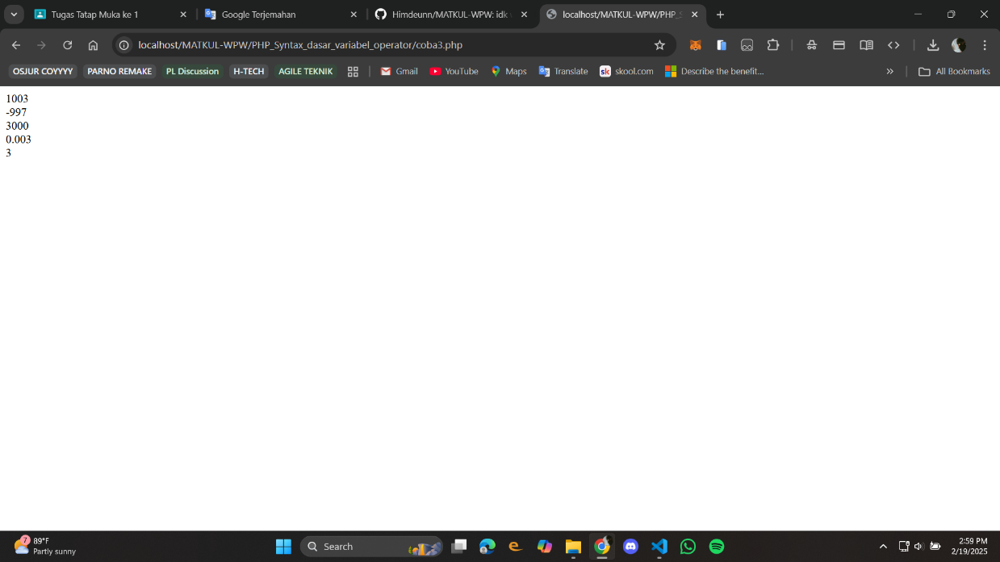 Tugas Tatap Muka ke 1
Google Terjemahan
Himdeunn/MATKUL-WPW: idk
localhost/MATKUL-WPW/PHP_S
localhost/MATKUL-WPW/PHP_Syntax_dasar_variabel_operator/coba3.php
OSJUR COYYYY
PARNO REMAKE
PL Discussion
H-TECH
AGILE TEKNIK
Gmail
YouTube
Maps
Translate
sk
skool.com
Describe the benefit...
All Bookmarks
1003
-997
3000
0.003
3
7
89°F
Partly sunny
Search
2:59 PM
2/19/2025